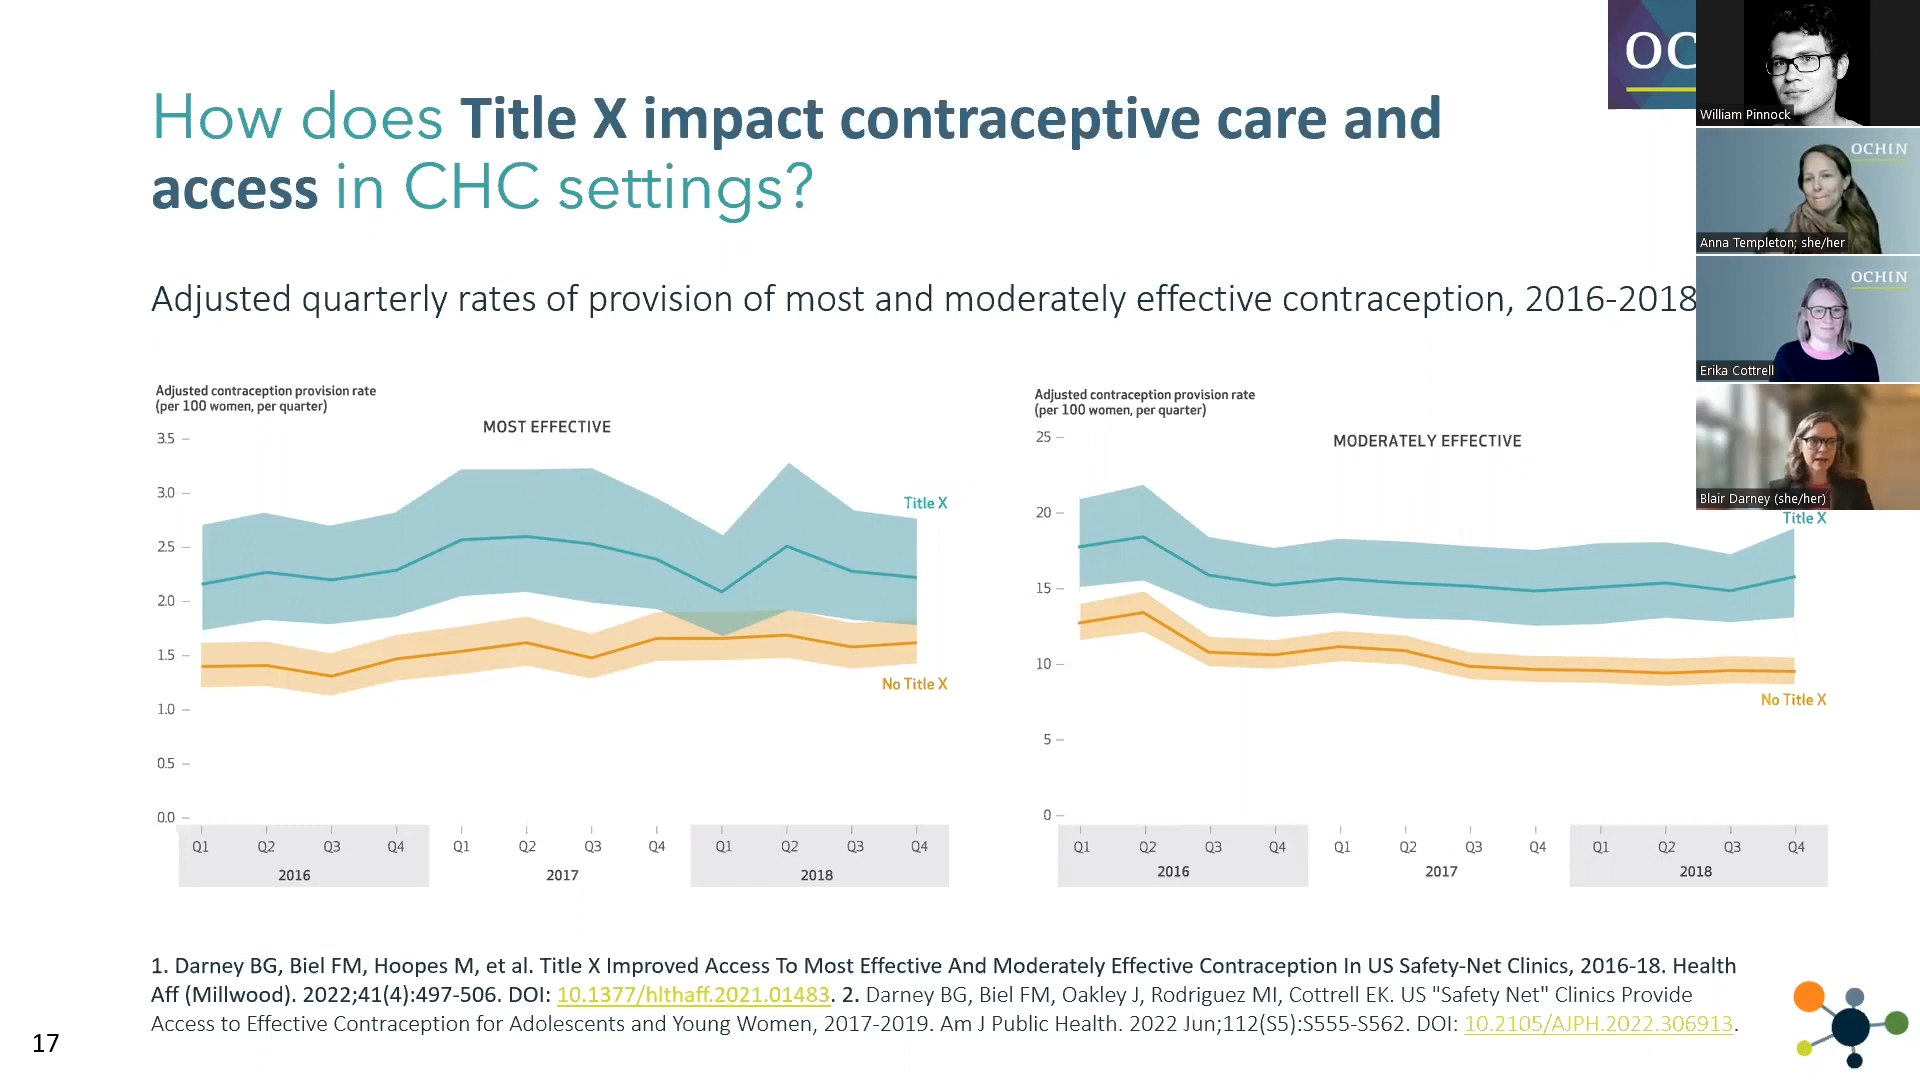 How does Title X impact contraceptive care and
access in CHC settings?
Adjusted quarterly rates of provision of most and moderately effective contraception, 2016-2018
OC
William Pinnock
OCHIN
Anna Templeton; she/her
OCHIN
Erika Cottrell
Blair Darney (she/her)
Adjusted contraception provision rate
(per 100 women, per quarter)
MOST EFFECTIVE
3.5
3.0
2.5
2.0
1.5
1.0
0.5
0.0
Title X
No Title X
Q1 Q2 Q3 Q4 Q1 Q2 Q3 Q4 Q1 Q2 Q3 Q4
2016 2017 2018
Adjusted contraception provision rate
(per 100 women, per quarter)
MODERATELY EFFECTIVE
25
20
15
10
5
0
Title X
No Title X
Q1 Q2 Q3 Q4 Q1 Q2 Q3 Q4 Q1 Q2 Q3 Q4
2016 2017 2018
1. Darney BG, Biel FM, Hoopes M, et al. Title X Improved Access To Most Effective And Moderately Effective Contraception In US Safety-Net Clinics, 2016-18. Health
Aff (Millwood). 2022;41(4):497-506. DOI: 10.1377/hlthaff.2021.01483. 2. Darney BG, Biel FM, Oakley J, Rodriguez MI, Cottrell EK. US "Safety Net" Clinics Provide
Access to Effective Contraception for Adolescents and Young Women, 2017-2019. Am J Public Health. 2022 Jun;112(S5):S555-S562. DOI: 10.2105/AJPH.2022.306913.
17